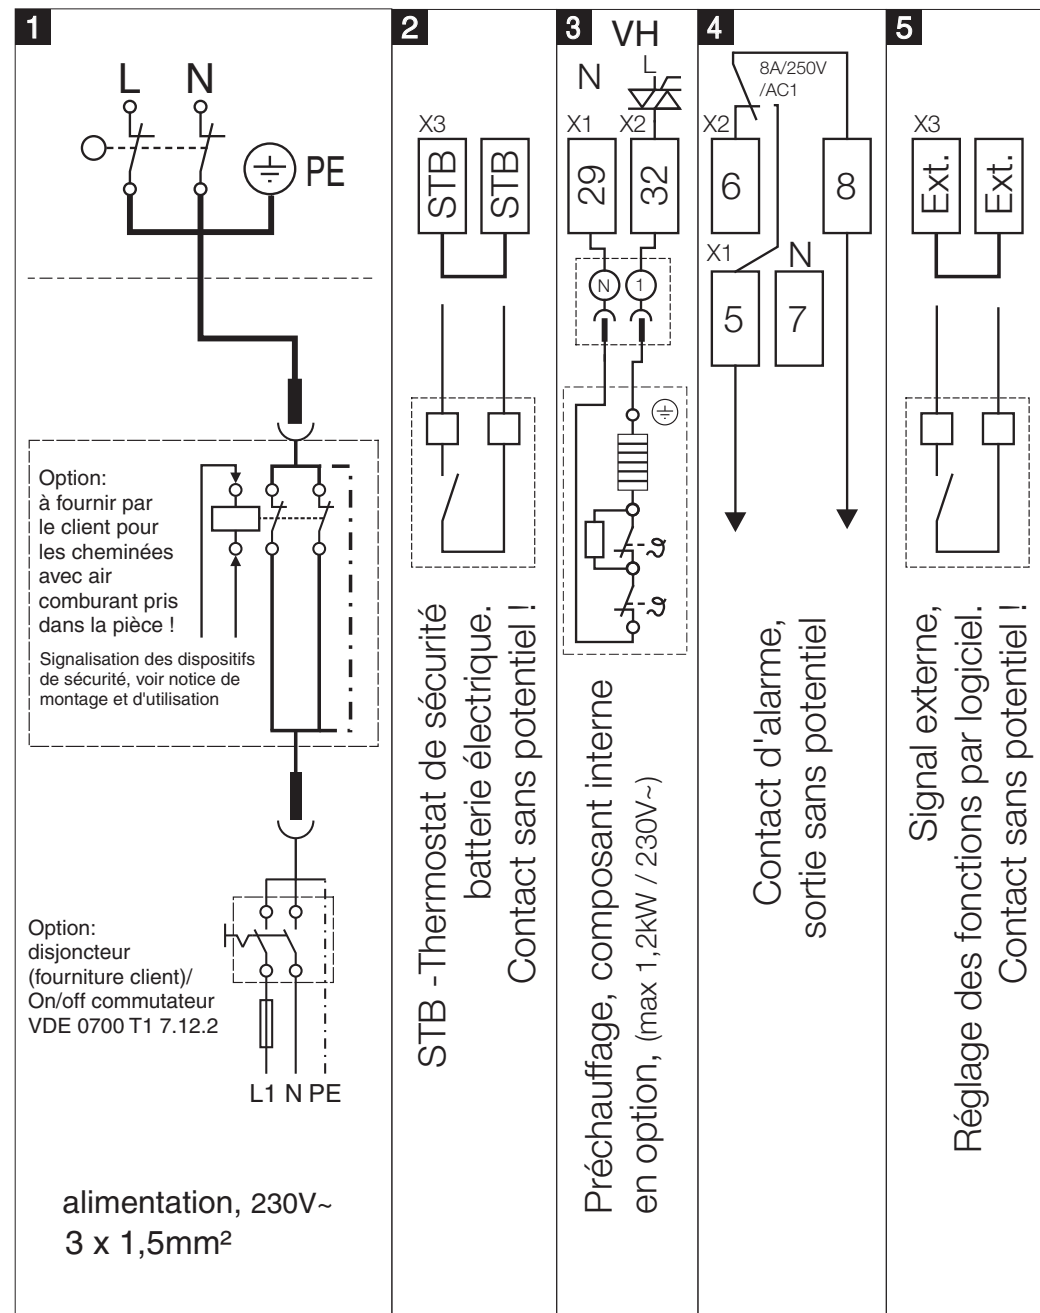 1
L N
PE
Option:
à fournir par
le client pour
les cheminées
avec air
comburant pris
dans la pièce !
Signalisation des dispositifs
de sécurité, voir notice de
montage et d'utilisation
Option:
disjoncteur
(fourniture client)/
On/off commutateur
VDE 0700 T1 7.12.2
L1 N PE
alimentation, 230V~
3 x 1,5mm²
2
X3
STB STB
STB - Thermostat de sécurité
batterie électrique.
Contact sans potentiel !
3
VH
N L
X1 X2
29 32
N 1
ϑ
ϑ
Préchauffage, composant interne
en option, (max 1,2kW / 230V~)
4
8A/250V
/AC1
X2
6 8
X1 N
5 7
Contact d'alarme,
sortie sans potentiel
5
X3
Ext. Ext.
Signal externe,
Réglage des fonctions par logiciel.
Contact sans potentiel !